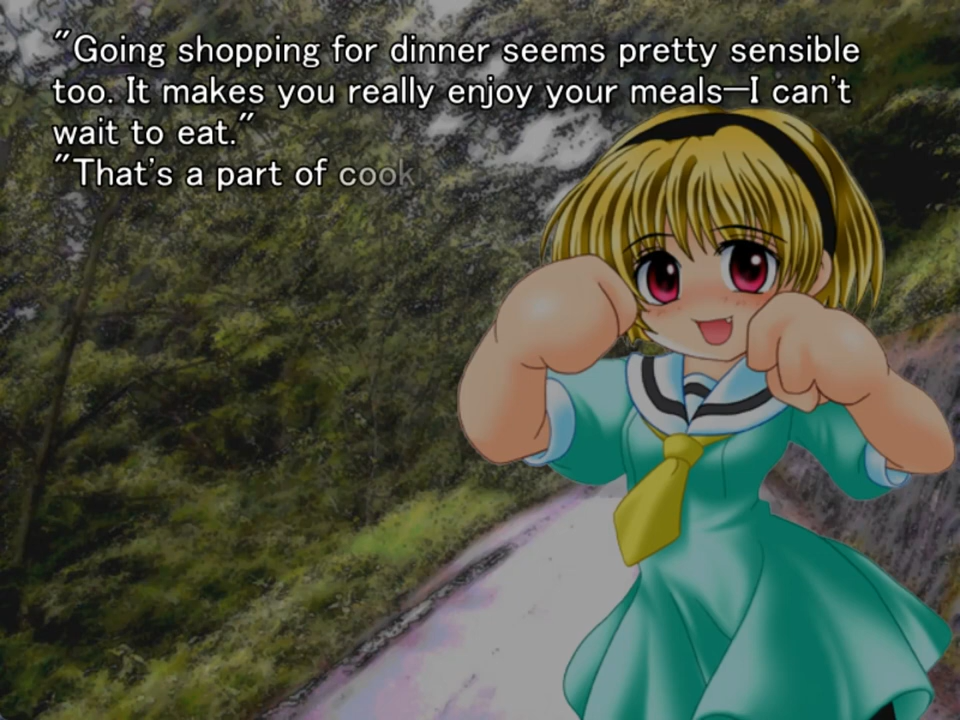 "Going shopping for dinner seems pretty sensible
too. It makes you really enjoy your meals—I can't
wait to eat."
"That's a part of cook